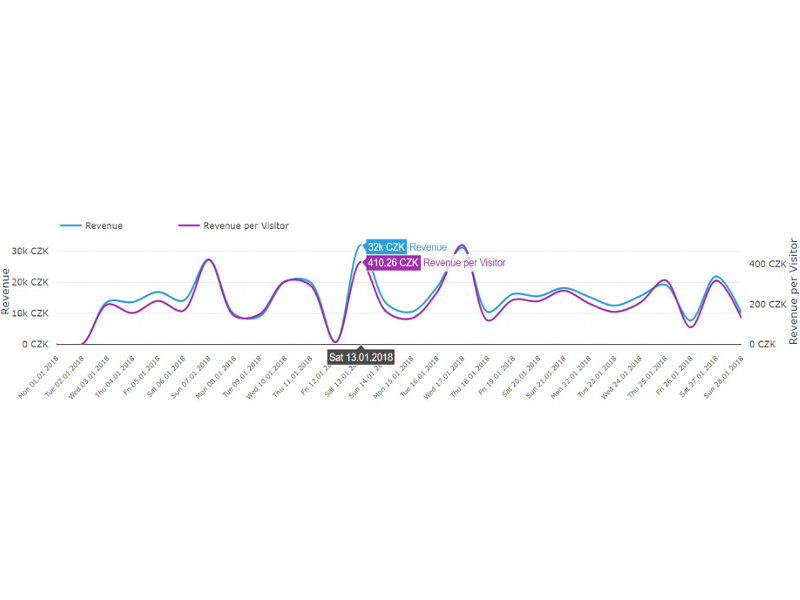 Revenue
Revenue per Visitor
30k CZK
20k CZK
10k CZK
0 CZK
Revenue
400 CZK
200 CZK
0 CZK
Revenue per Visitor
32k CZK Revenue
410.26 CZK Revenue per Visitor
Sat 13.01.2018
Mon 01.01.2018
Tue 02.01.2018
Wed 03.01.2018
Thu 04.01.2018
Fri 05.01.2018
Sat 06.01.2018
Sun 07.01.2018
Mon 08.01.2018
Tue 09.01.2018
Wed 10.01.2018
Thu 11.01.2018
Fri 12.01.2
Sat 13.01.
Sun 14.01.2
Mon 15.01.2018
Tue 16.01.2018
Wed 17.01.2018
Thu 18.01.2018
Fri 19.01.2018
Sat 20.01.2018
Sun 21.01.2018
Mon 22.01.2018
Tue 23.01.2018
Wed 24.01.2018
Thu 25.01.2018
Fri 26.01.2018
Sat 27.01.2018
Sun 28.01.2018